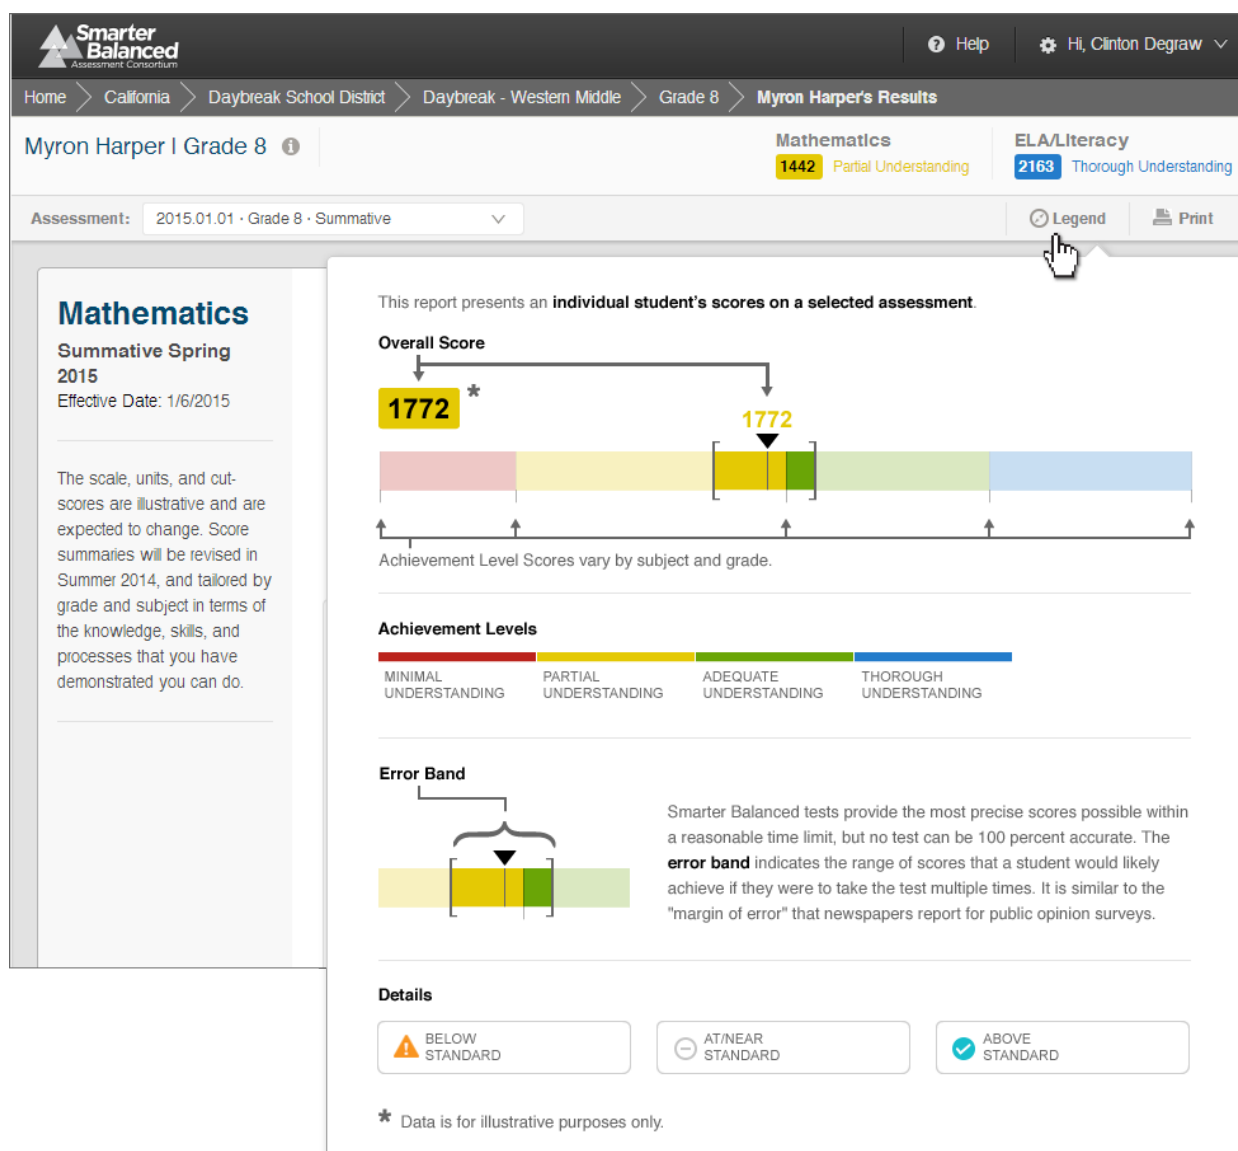 Smarter
Balanced
Assessment Consortium
Help
Hi, Clinton Degraw
Home California Daybreak School District Daybreak - Western Middle Grade 8 Myron Harper's Results
Myron Harper | Grade 8
Mathematics
1442 Partial Understanding
ELA/Literacy
2163 Thorough Understanding
Assessment: 2015.01.01 · Grade 8 · Summative
Legend
Print
Mathematics
Summative Spring
2015
Effective Date: 1/6/2015
The scale, units, and cut-
scores are illustrative and are
expected to change. Score
summaries will be revised in
Summer 2014, and tailored by
grade and subject in terms of
the knowledge, skills, and
processes that you have
demonstrated you can do.
This report presents an individual student's scores on a selected assessment.
Overall Score
1772 *
1772
Achievement Level Scores vary by subject and grade.
Achievement Levels
MINIMAL
UNDERSTANDING
PARTIAL
UNDERSTANDING
ADEQUATE
UNDERSTANDING
THOROUGH
UNDERSTANDING
Error Band
Smarter Balanced tests provide the most precise scores possible within
a reasonable time limit, but no test can be 100 percent accurate. The
error band indicates the range of scores that a student would likely
achieve if they were to take the test multiple times. It is similar to the
"margin of error" that newspapers report for public opinion surveys.
Details
BELOW
STANDARD
AT/NEAR
STANDARD
ABOVE
STANDARD
* Data is for illustrative purposes only.